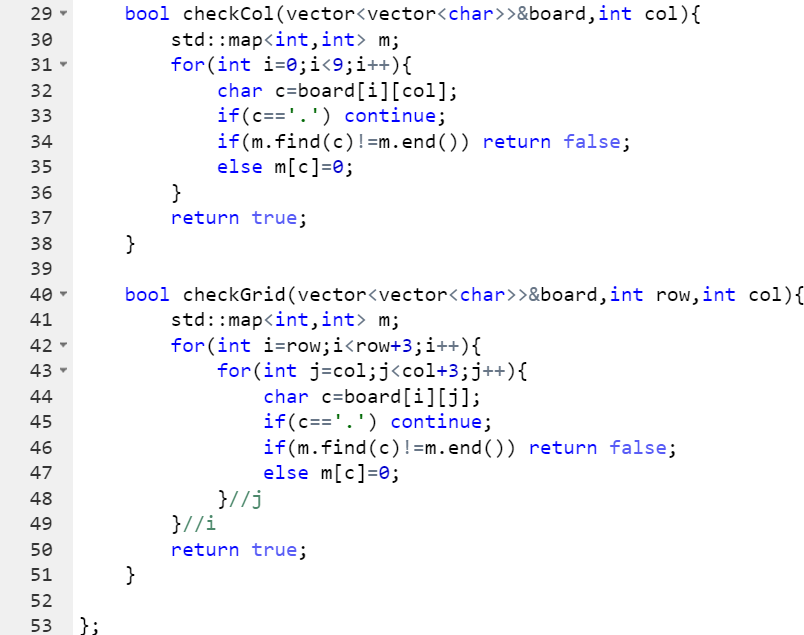 29 bool checkCol(vector<vector<char>>&board,int col){
30 std::map<int,int> m;
31 for(int i=0;i<9;i++){
32 char c=board[i][col];
33 if(c=='.') continue;
34 if(m.find(c)!=m.end()) return false;
35 else m[c]=0;
36 }
37 return true;
38 }
39
40 bool checkGrid(vector<vector<char>>&board,int row,int col){
41 std::map<int,int> m;
42 for(int i=row;i<row+3;i++){
43 for(int j=col;j<col+3;j++){
44 char c=board[i][j];
45 if(c=='.') continue;
46 if(m.find(c)!=m.end()) return false;
47 else m[c]=0;
48 }//j
49 }//i
50 return true;
51 }
52
53 };